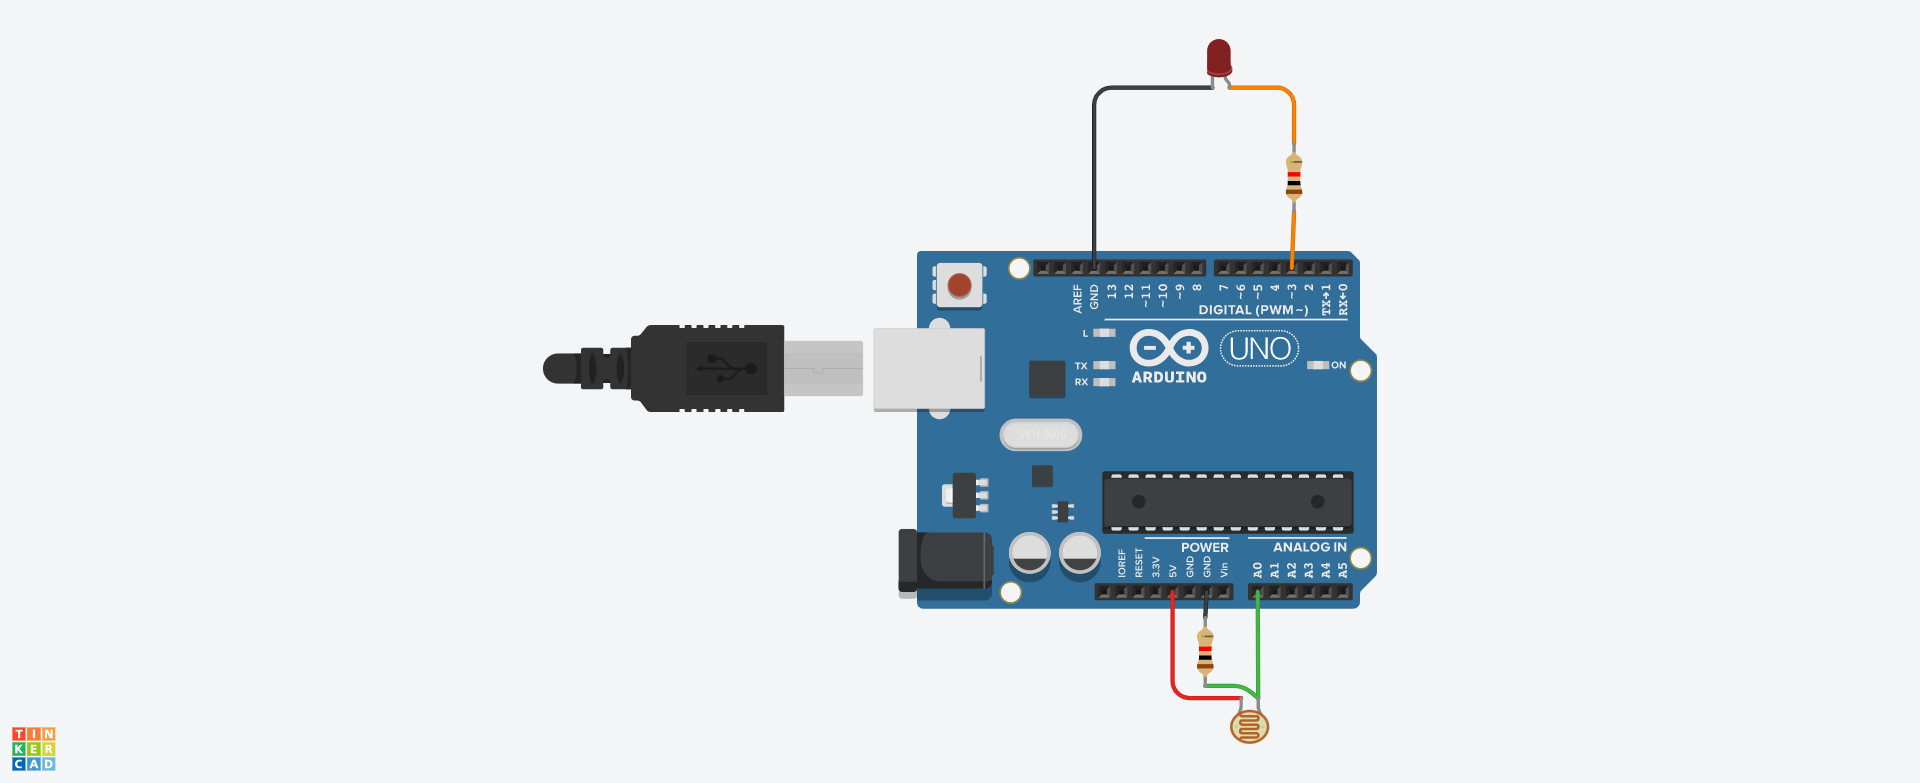 AREF
GND
13
12
~11
~10
~9
8
7
~6
~5
4
~3
2
TX→1
RX←0
DIGITAL (PWM~)
L
TX
RX
UNO
ON
ARDUINO
POWER
ANALOG IN
IOREF
RESET
3.3V
5V
GND
GND
Vin
A0
A1
A2
A3
A4
A5
TIN
KER
CAD